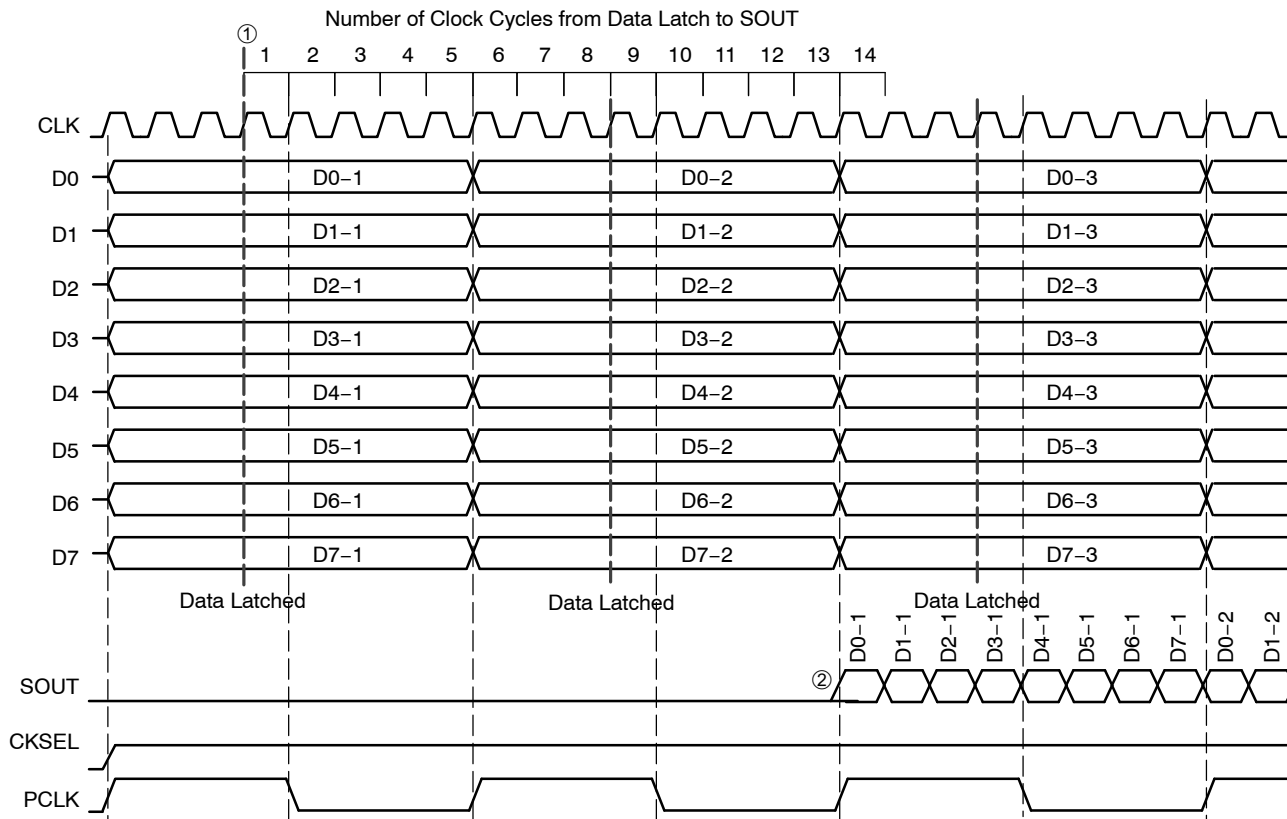 Number of Clock Cycles from Data Latch to SOUT
①
1 2 3 4 5 6 7 8 9 10 11 12 13 14
CLK
D0 D0−1 D0−2 D0−3
D1 D1−1 D1−2 D1−3
D2 D2−1 D2−2 D2−3
D3 D3−1 D3−2 D3−3
D4 D4−1 D4−2 D4−3
D5 D5−1 D5−2 D5−3
D6 D6−1 D6−2 D6−3
D7 D7−1 D7−2 D7−3
Data Latched Data Latched Data Latched
D0−1 D1−1 D2−1 D3−1 D4−1 D5−1 D6−1 D7−1 D0−2 D1−2
SOUT ②
CKSEL
PCLK